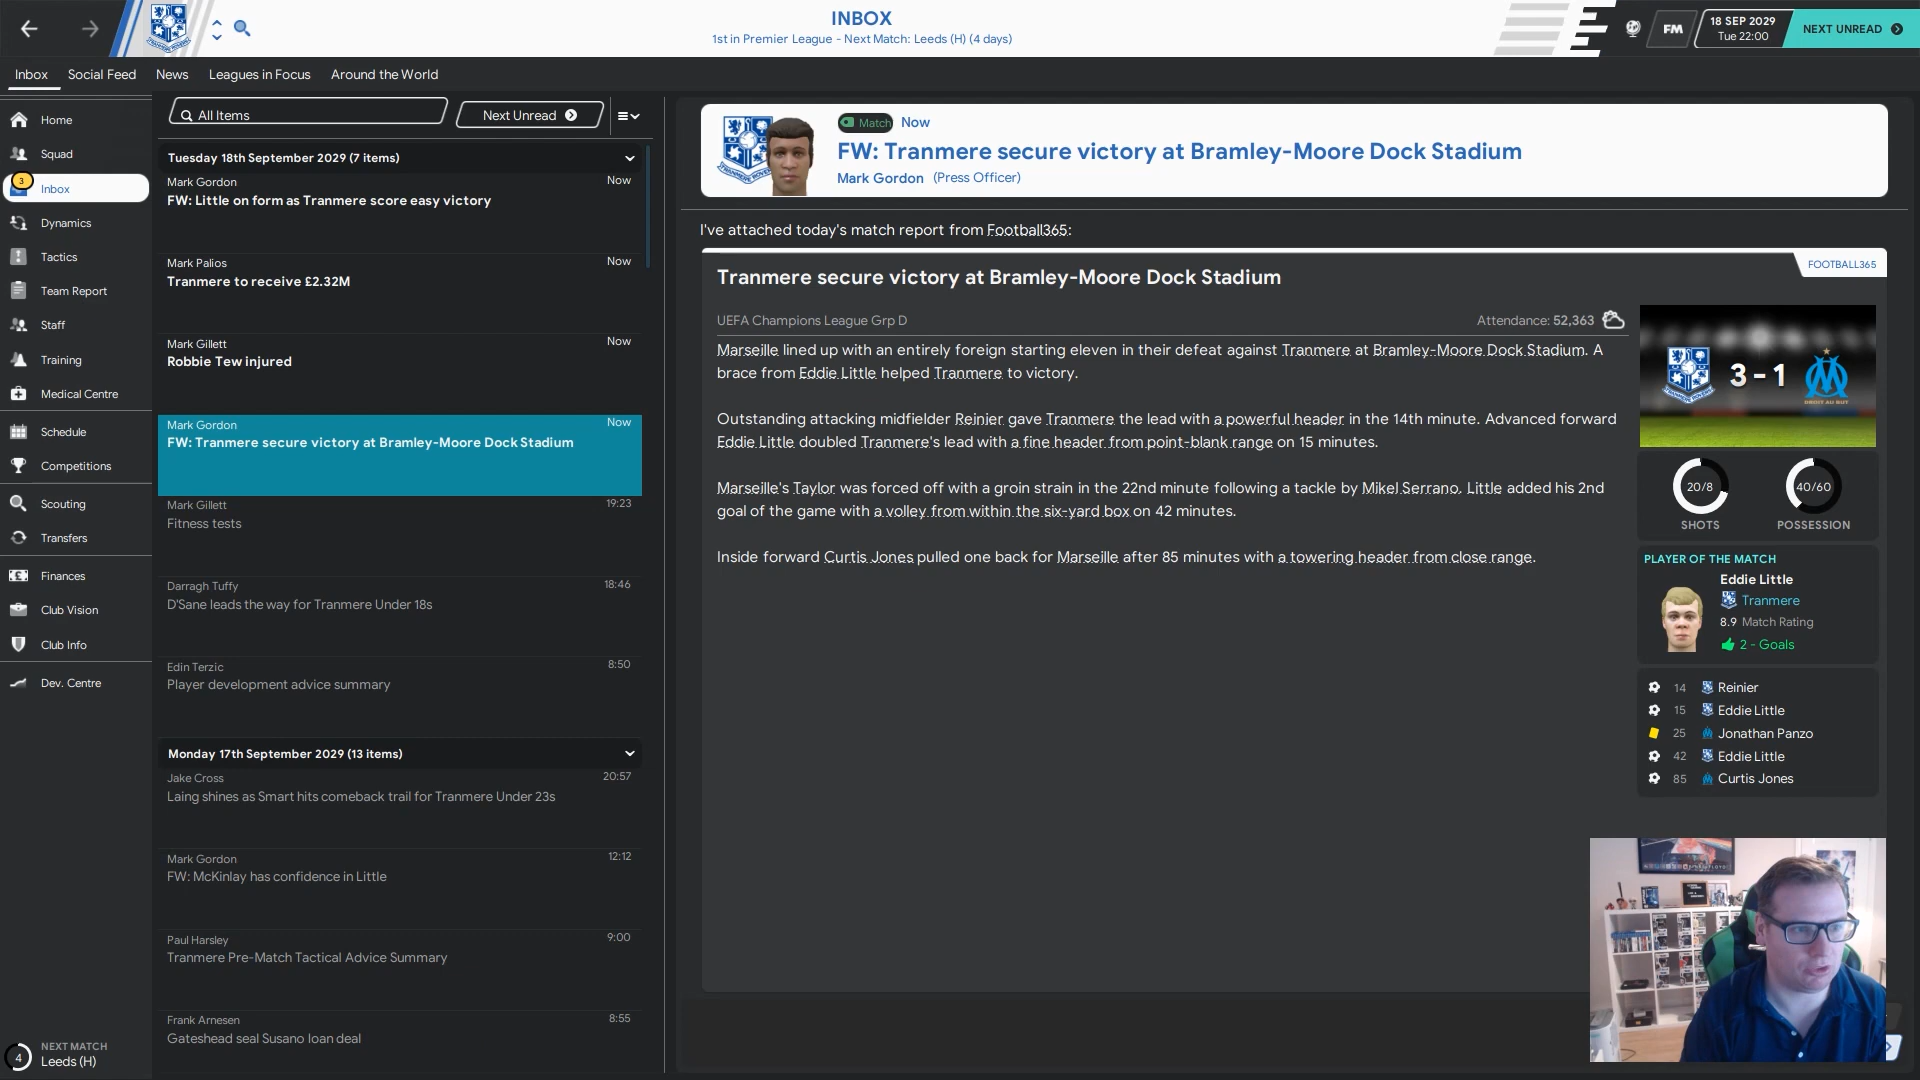 INBOX
1st in Premier League - Next Match: Leeds (H) (4 days)
FM
18 SEP 2029
Tue 22:00
NEXT UNREAD
Inbox
Social Feed
News
Leagues in Focus
Around the World
Home
Squad
3
Inbox
Dynamics
Tactics
Team Report
Staff
Training
Medical Centre
Schedule
Competitions
Scouting
Transfers
Finances
Club Vision
Club Info
Dev. Centre
4
NEXT MATCH
Leeds (H)
All Items
Next Unread
Tuesday 18th September 2029 (7 items)
Mark Gordon
Now
FW: Little on form as Tranmere score easy victory
Mark Palios
Now
Tranmere to receive £2.32M
Mark Gillett
Now
Robbie Tew injured
Mark Gordon
Now
FW: Tranmere secure victory at Bramley-Moore Dock Stadium
Mark Gillett
19:23
Fitness tests
Darragh Tuffy
18:46
D'Sane leads the way for Tranmere Under 18s
Edin Terzic
8:50
Player development advice summary
Monday 17th September 2029 (13 items)
Jake Cross
20:57
Laing shines as Smart hits comeback trail for Tranmere Under 23s
Mark Gordon
12:12
FW: McKinlay has confidence in Little
Paul Harsley
9:00
Tranmere Pre-Match Tactical Advice Summary
Frank Arnesen
8:55
Gateshead seal Susano loan deal
Match
Now
FW: Tranmere secure victory at Bramley-Moore Dock Stadium
Mark Gordon (Press Officer)
I've attached today's match report from Football365:
FOOTBALL365
Tranmere secure victory at Bramley-Moore Dock Stadium
UEFA Champions League Grp D
Attendance: 52,363
Marseille lined up with an entirely foreign starting eleven in their defeat against Tranmere at Bramley-Moore Dock Stadium. A
brace from Eddie Little helped Tranmere to victory.
Outstanding attacking midfielder Reinier gave Tranmere the lead with a powerful header in the 14th minute. Advanced forward
Eddie Little doubled Tranmere's lead with a fine header from point-blank range on 15 minutes.
Marseille's Taylor was forced off with a groin strain in the 22nd minute following a tackle by Mikel Serrano. Little added his 2nd
goal of the game with a volley from within the six-yard box on 42 minutes.
Inside forward Curtis Jones pulled one back for Marseille after 85 minutes with a towering header from close range.
3 - 1
20/8
SHOTS
40/60
POSSESSION
PLAYER OF THE MATCH
Eddie Little
Tranmere
8.9 Match Rating
2 - Goals
14 Reinier
15 Eddie Little
25 Jonathan Panzo
42 Eddie Little
85 Curtis Jones